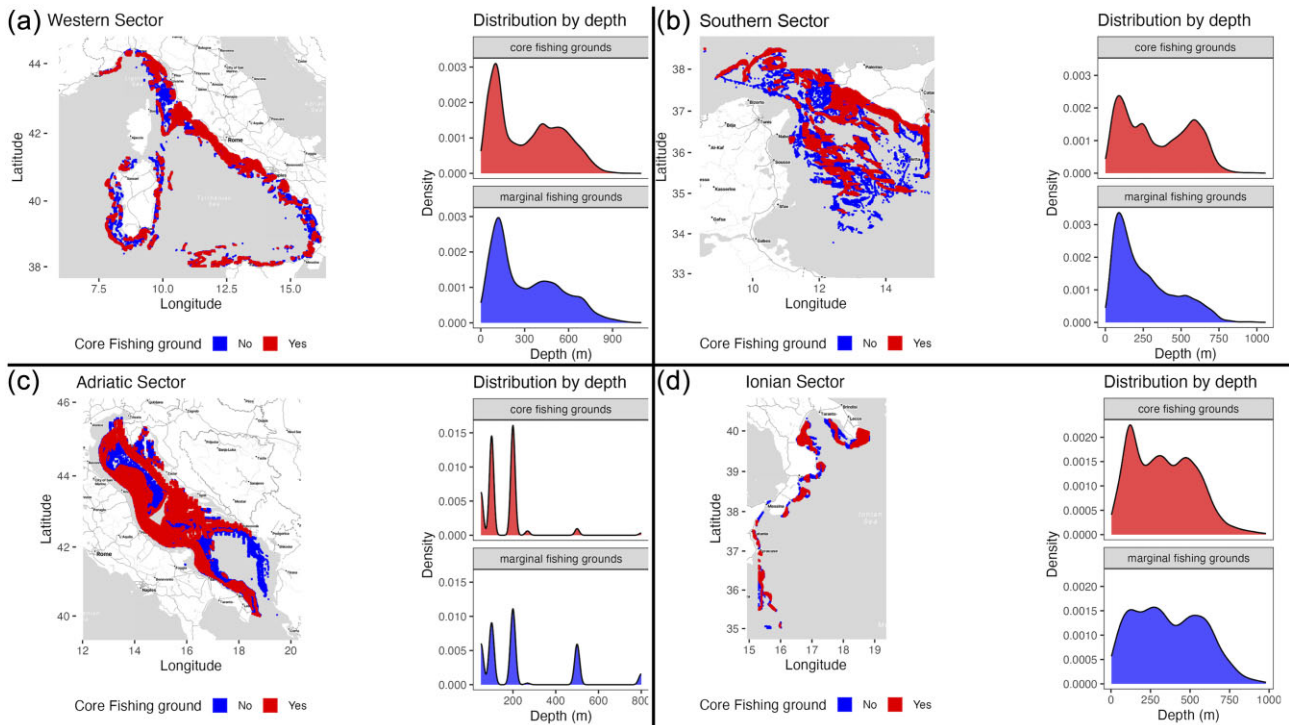 (a) Western Sector
Distribution by depth
core fishing grounds
0.003
0.002
0.001
0.000
marginal fishing grounds
0.003
0.002
0.001
0.000
Density
0 300 600 900
Depth (m)
44
42
40
38
Latitude
Rome
7.5 10.0 12.5 15.0
Longitude
Core Fishing ground No Yes
(b) Southern Sector
Distribution by depth
core fishing grounds
0.003
0.002
0.001
0.000
marginal fishing grounds
0.003
0.002
0.001
0.000
Density
0 250 500 750 1000
Depth (m)
38
37
36
35
34
33
Latitude
10 12 14
Longitude
Core Fishing ground No Yes
(c) Adriatic Sector
Distribution by depth
core fishing grounds
0.015
0.010
0.005
0.000
marginal fishing grounds
0.015
0.010
0.005
0.000
Density
200 400 600 800
Depth (m)
46
44
42
40
Latitude
Rome
12 14 16 18 20
Longitude
Core Fishing ground No Yes
(d) Ionian Sector
Distribution by depth
core fishing grounds
0.0020
0.0015
0.0010
0.0005
0.0000
marginal fishing grounds
0.0020
0.0015
0.0010
0.0005
0.0000
Density
0 250 500 750 1000
Depth (m)
40
39
38
37
36
35
Latitude
15 16 17 18 19
Longitude
Core Fishing ground No Yes